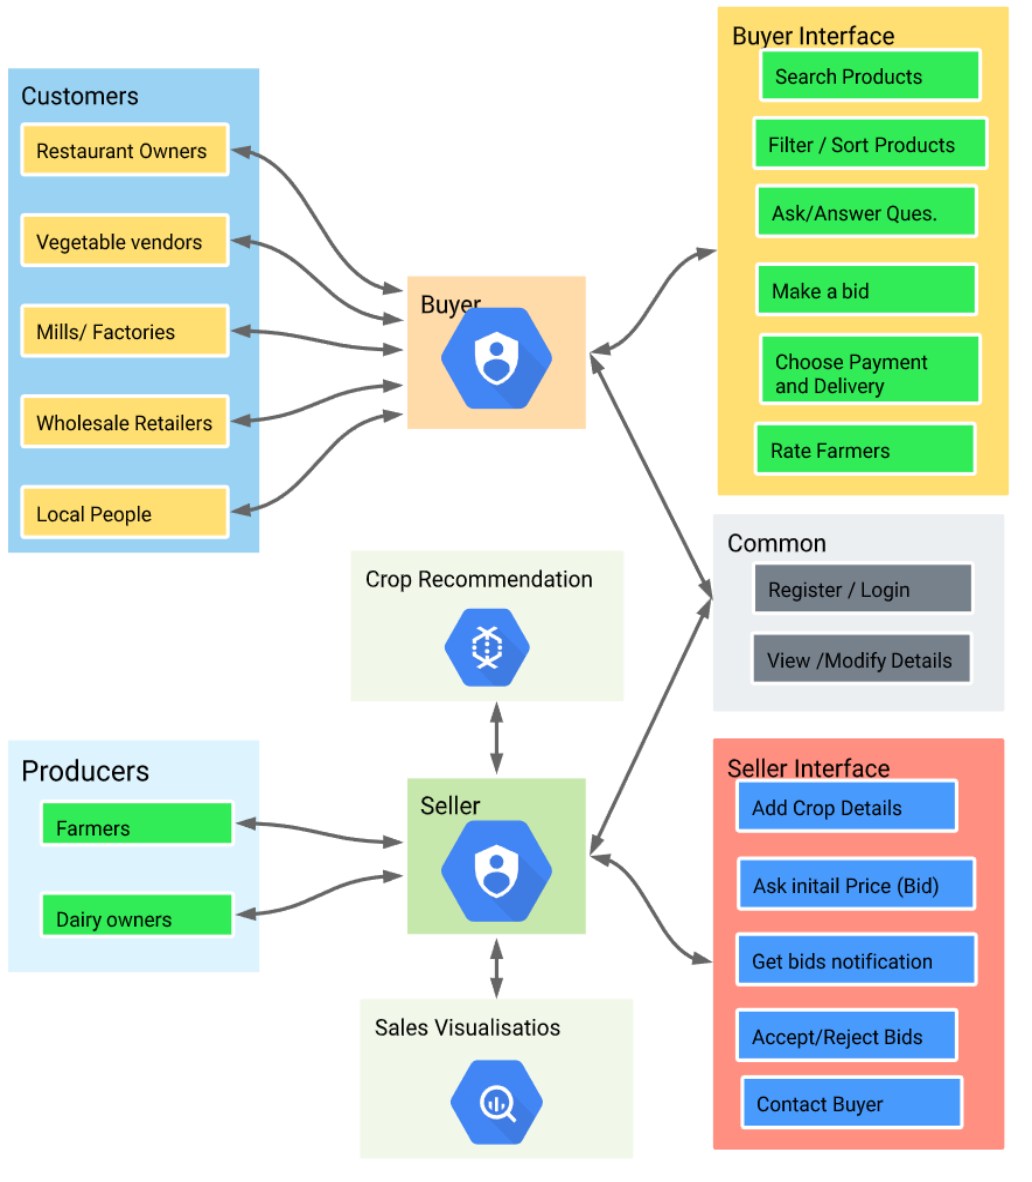 Customers
Restaurant Owners
Vegetable vendors
Mills/ Factories
Wholesale Retailers
Local People
Buyer
Buyer Interface
Search Products
Filter / Sort Products
Ask/Answer Ques.
Make a bid
Choose Payment
and Delivery
Rate Farmers
Common
Register / Login
View /Modify Details
Crop Recommendation
Producers
Farmers
Dairy owners
Seller
Sales Visualisatios
Seller Interface
Add Crop Details
Ask initail Price (Bid)
Get bids notification
Accept/Reject Bids
Contact Buyer